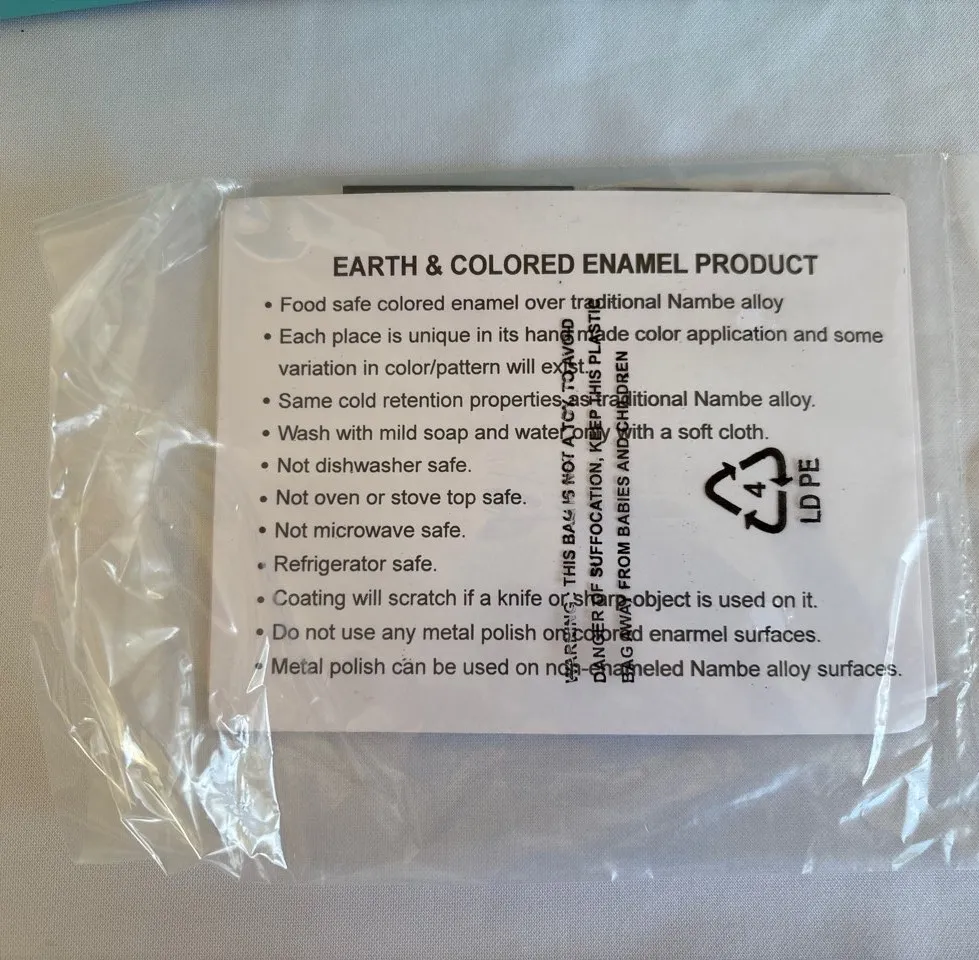 EARTH & COLORED ENAMEL PRODUCT
• Food safe colored enamel over traditional Nambe alloy
• Each place is unique in its hand made color application and some
variation in color/pattern will exist.
• Same cold retention properties as traditional Nambe alloy.
• Wash with mild soap and water only with a soft cloth.
• Not dishwasher safe.
• Not oven or stove top safe.
• Not microwave safe.
• Refrigerator safe.
• Coating will scratch if a knife or sharp object is used on it.
• Do not use any metal polish on colored enarmel surfaces.
• Metal polish can be used on non-enameled Nambe alloy surfaces.
WARNING: THIS BAG IS NOT A TOY. TO AVOID
DANGER OF SUFFOCATION, KEEP THIS PLASTIC
BAG AWAY FROM BABIES AND CHILDREN
4
LD PE